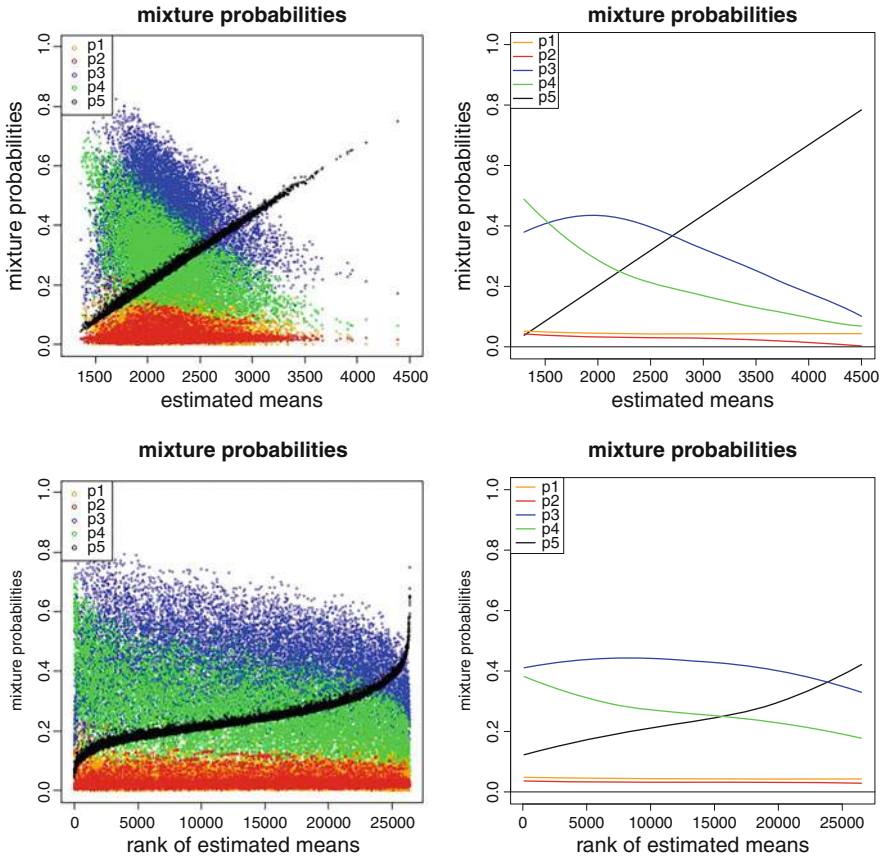 mixture probabilities
mixture probabilities
1.0
0.8
0.6
0.4
0.2
0.0
p1
p2
p3
p4
p5
1500 2000 2500 3000 3500 4000 4500
estimated means
mixture probabilities
mixture probabilities
1.0
0.8
0.6
0.4
0.2
0.0
p1
p2
p3
p4
p5
1500 2000 2500 3000 3500 4000 4500
estimated means
mixture probabilities
mixture probabilities
1.0
0.8
0.6
0.4
0.2
0.0
p1
p2
p3
p4
p5
0 5000 10000 15000 20000 25000
rank of estimated means
mixture probabilities
mixture probabilities
1.0
0.8
0.6
0.4
0.2
0.0
p1
p2
p3
p4
p5
0 5000 10000 15000 20000 25000
rank of estimated means